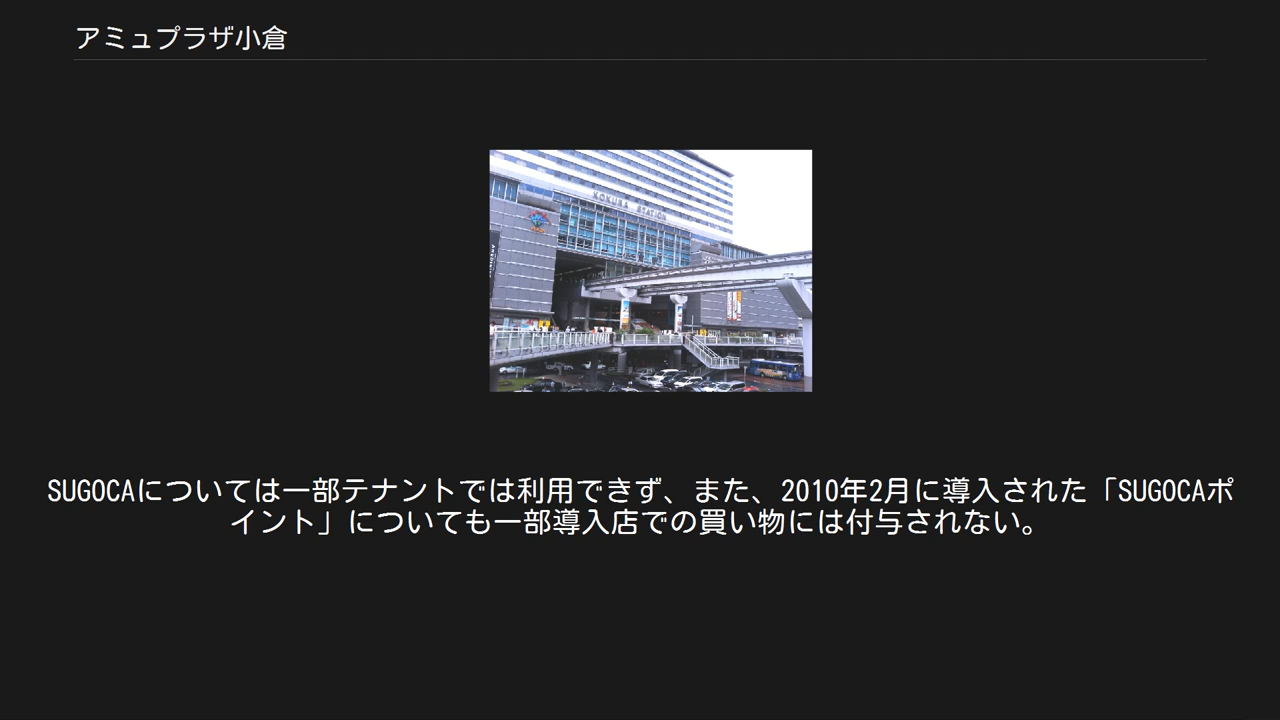 アミュプラザ小倉
KOKURA STATION
SUGOCAについては一部テナントでは利用できず、また、2010年2月に導入された「SUGOCAポ
イント」についても一部導入店での買い物には付与されない。